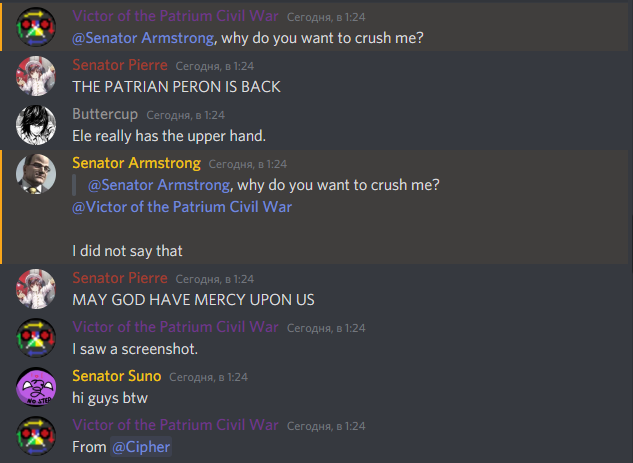 Victor of the Patrium Civil War Сегодня, в 1:24
@Senator Armstrong, why do you want to crush me?
Senator Pierre Сегодня, в 1:24
THE PATRIAN PERON IS BACK
Buttercup Сегодня, в 1:24
Ele really has the upper hand.
Senator Armstrong Сегодня, в 1:24
@Senator Armstrong, why do you want to crush me?
@Victor of the Patrium Civil War
I did not say that
Senator Pierre Сегодня, в 1:24
MAY GOD HAVE MERCY UPON US
Victor of the Patrium Civil War Сегодня, в 1:24
I saw a screenshot.
Senator Suno Сегодня, в 1:24
NO STEP
hi guys btw
Victor of the Patrium Civil War Сегодня, в 1:24
From @Cipher